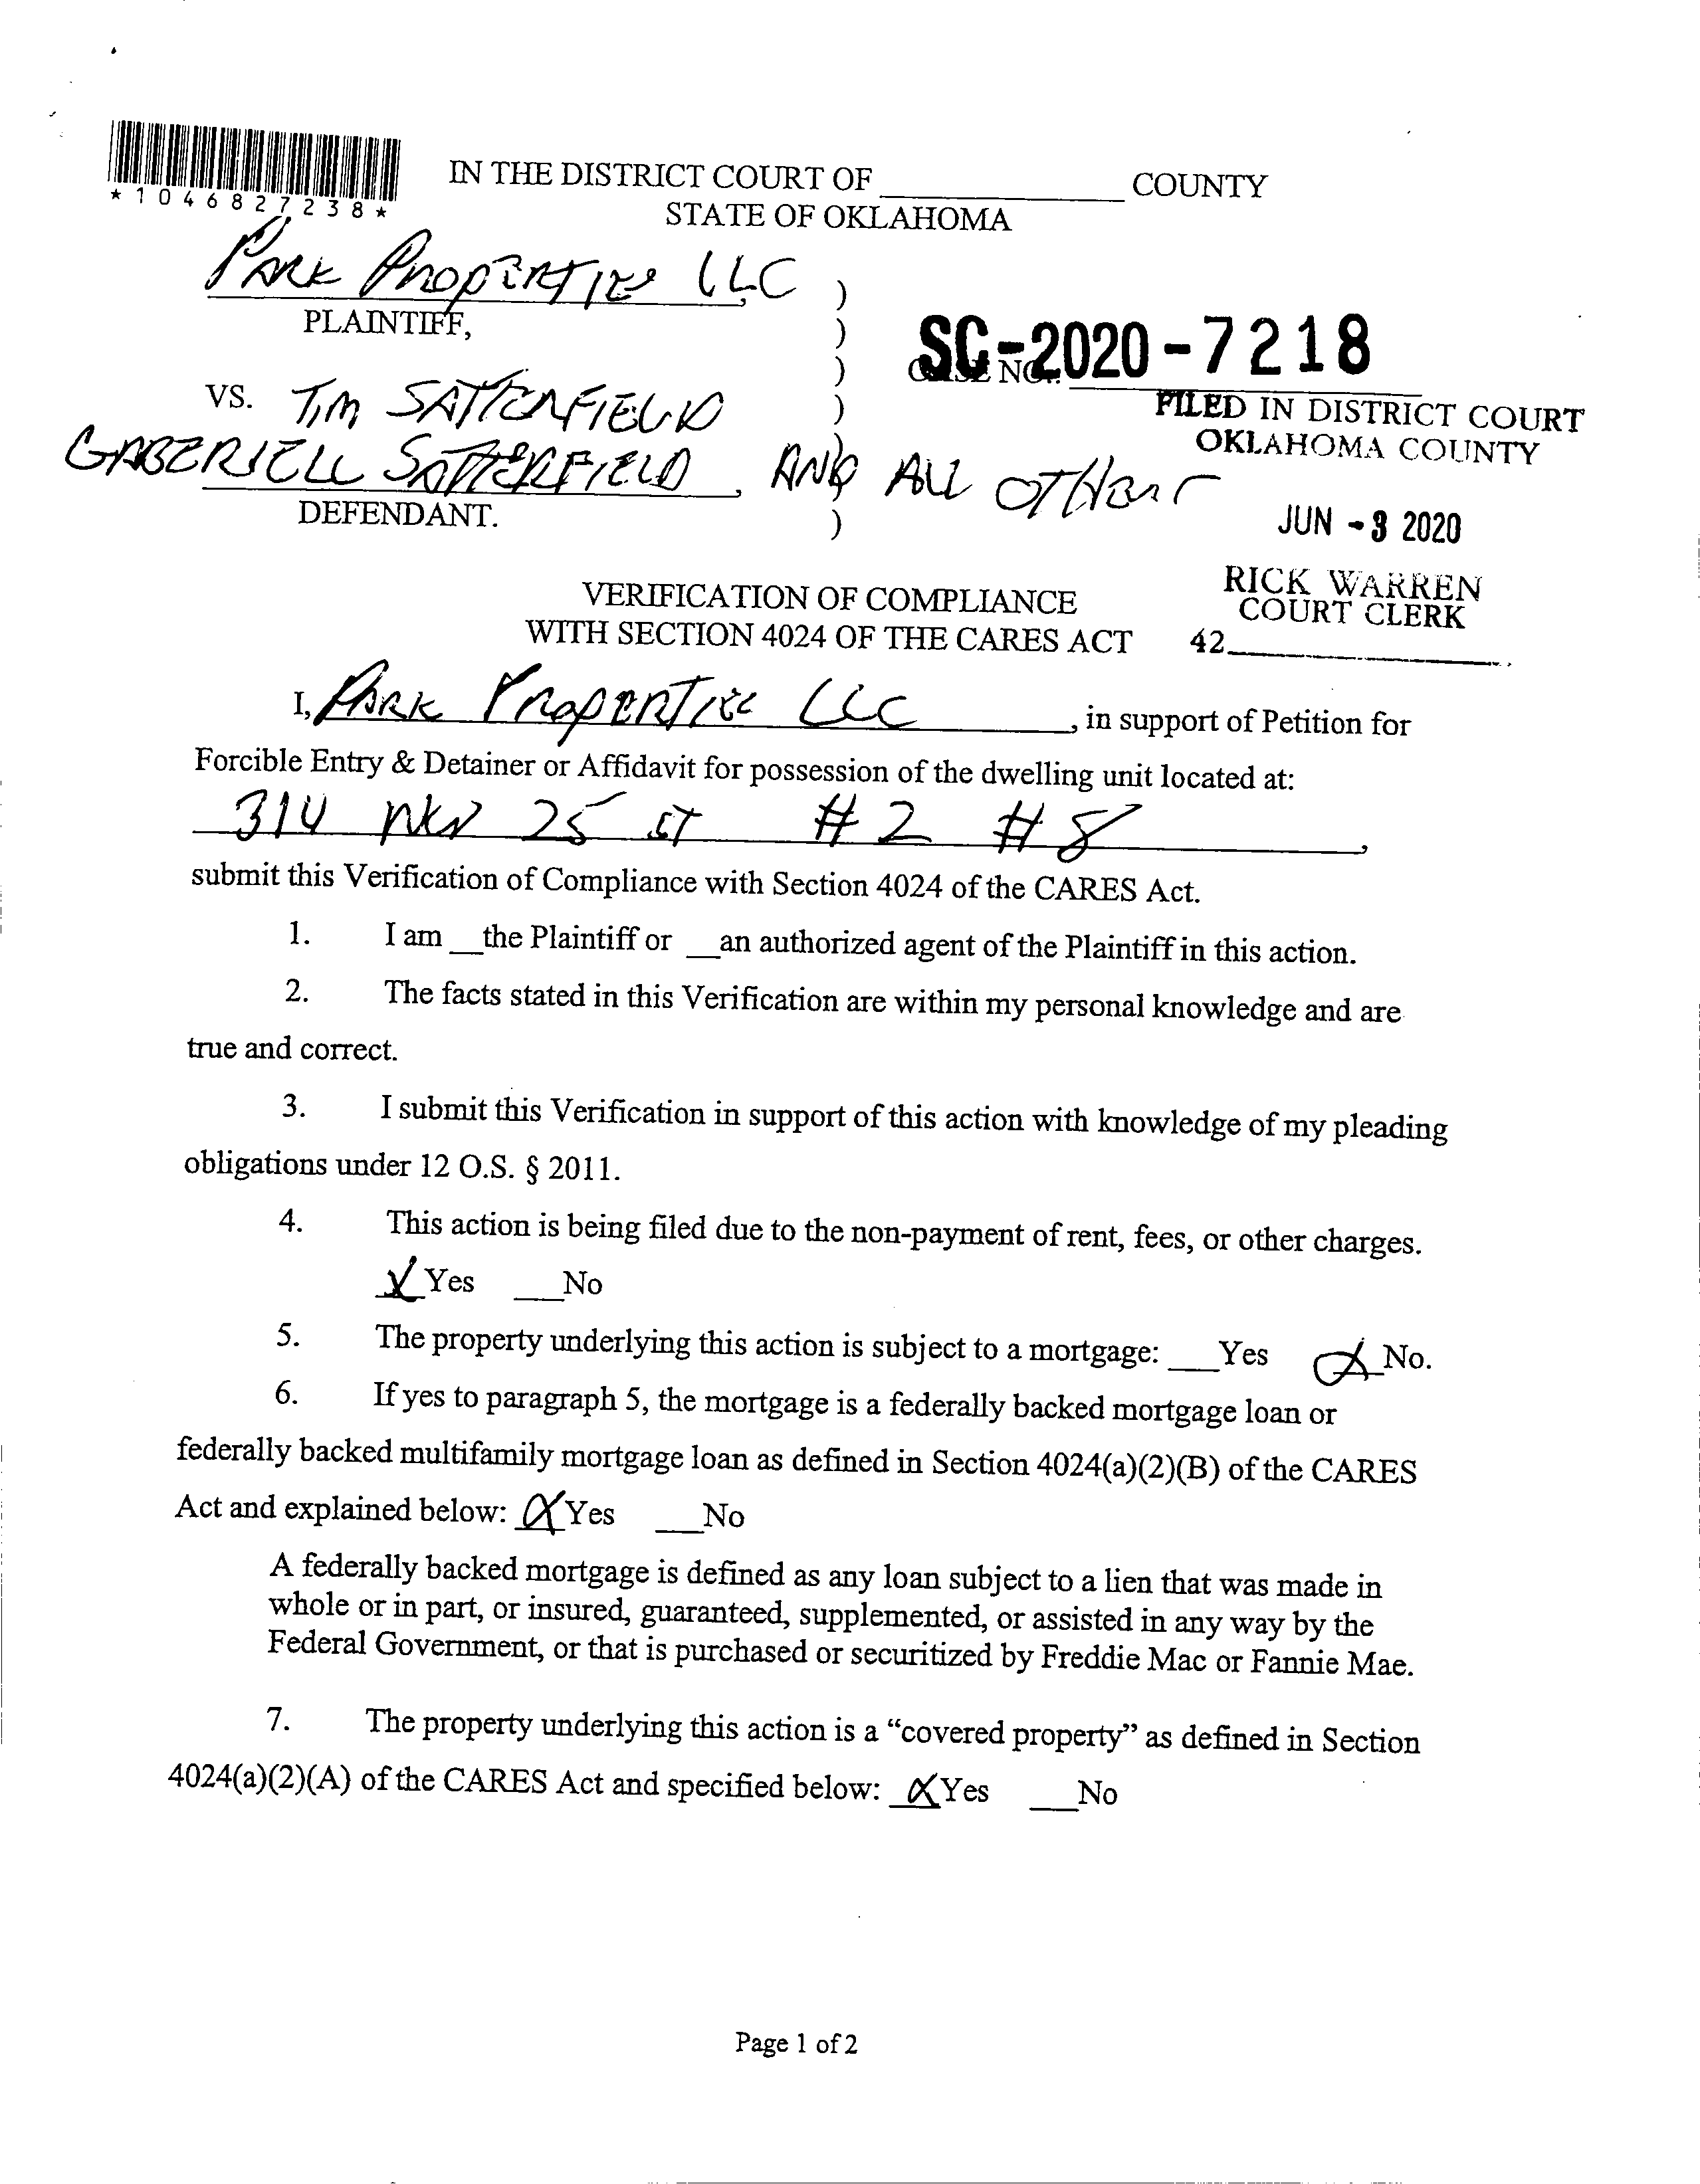 *1046827238*
IN THE DISTRICT COURT OF ____________ COUNTY
STATE OF OKLAHOMA
PARK PROPERTIES LLC, )
PLAINTIFF, )
SC-2020-7218
) CASE NO.:
VS. TIM SATTERFIELD )
FILED IN DISTRICT COURT
OKLAHOMA COUNTY
GABERIELL SATTERFIELD, AND ALL OTHERS
DEFENDANT. )
JUN -3 2020
RICK WARREN
COURT CLERK
42____________
VERIFICATION OF COMPLIANCE
WITH SECTION 4024 OF THE CARES ACT
I, PARK PROPERTIES LLC, in support of Petition for
Forcible Entry & Detainer or Affidavit for possession of the dwelling unit located at:
314 NW 25 ST #2 #8,
submit this Verification of Compliance with Section 4024 of the CARES Act.
1. I am __the Plaintiff or __an authorized agent of the Plaintiff in this action.
2. The facts stated in this Verification are within my personal knowledge and are
true and correct.
3. I submit this Verification in support of this action with knowledge of my pleading
obligations under 12 O.S. § 2011.
4. This action is being filed due to the non-payment of rent, fees, or other charges.
X Yes ___No
5. The property underlying this action is subject to a mortgage: ___Yes X No.
6. If yes to paragraph 5, the mortgage is a federally backed mortgage loan or
federally backed multifamily mortgage loan as defined in Section 4024(a)(2)(B) of the CARES
Act and explained below: X Yes ___No
A federally backed mortgage is defined as any loan subject to a lien that was made in
whole or in part, or insured, guaranteed, supplemented, or assisted in any way by the
Federal Government, or that is purchased or securitized by Freddie Mac or Fannie Mae.
7. The property underlying this action is a “covered property” as defined in Section
4024(a)(2)(A) of the CARES Act and specified below: X Yes ___No
Page 1 of 2